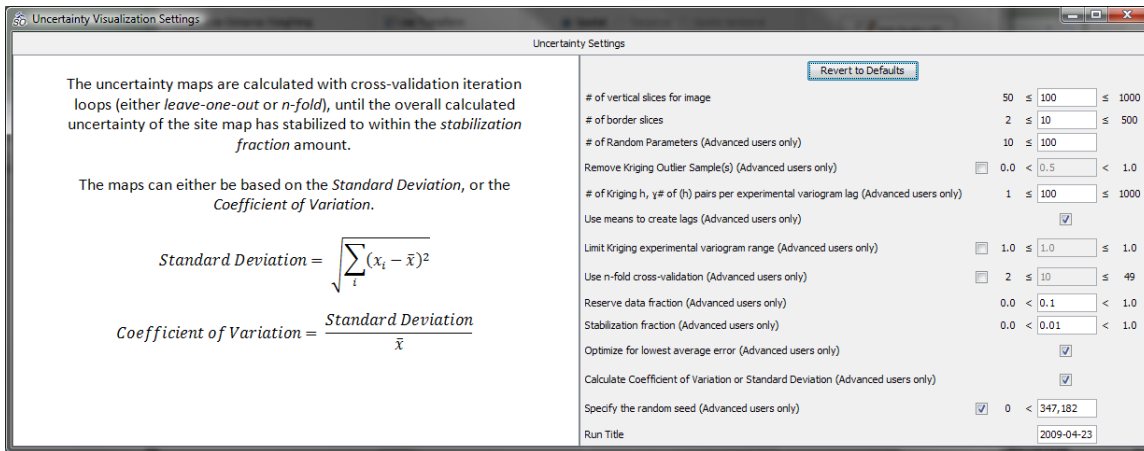 Uncertainty Visualization Settings
Uncertainty Settings
The uncertainty maps are calculated with cross-validation iteration
loops (either leave-one-out or n-fold), until the overall calculated
uncertainty of the site map has stabilized to within the stabilization
fraction amount.
The maps can either be based on the Standard Deviation, or the
Coefficient of Variation.
Standard Deviation = √∑i(xi − x̄)²
Coefficient of Variation = Standard Deviation / x̄
Revert to Defaults
# of vertical slices for image 50 ≤ 100 ≤ 1000
# of border slices 2 ≤ 10 ≤ 500
# of Random Parameters (Advanced users only) 10 ≤ 100
Remove Kriging Outlier Sample(s) (Advanced users only) 0.0 < 0.5 < 1.0
# of Kriging h, γ# of (h) pairs per experimental variogram lag (Advanced users only) 1 ≤ 100 ≤ 1000
Use means to create lags (Advanced users only)
Limit Kriging experimental variogram range (Advanced users only) 1.0 ≤ 1.0 ≤ 1.0
Use n-fold cross-validation (Advanced users only) 2 ≤ 10 ≤ 49
Reserve data fraction (Advanced users only) 0.0 < 0.1 < 1.0
Stabilization fraction (Advanced users only) 0.0 < 0.01 < 1.0
Optimize for lowest average error (Advanced users only)
Calculate Coefficient of Variation or Standard Deviation (Advanced users only)
Specify the random seed (Advanced users only) 0 < 347,182
Run Title 2009-04-23